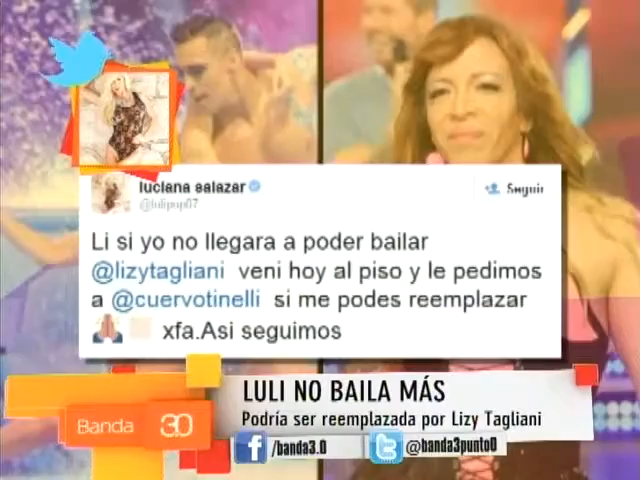 luciana salazar
@lulipop07
Seguir
Li si yo no llegara a poder bailar
@lizytagliani veni hoy al piso y le pedimos
a @cuervotinelli si me podes reemplazar
xfa.Asi seguimos
LULI NO BAILA MÁS
Podría ser reemplazada por Lizy Tagliani
Banda 3.0
/banda3.0
@banda3punto0